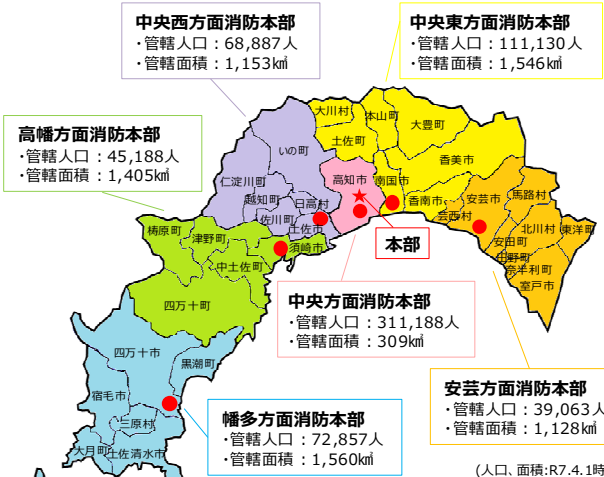 中央西方面消防本部
・管轄人口：68,887人
・管轄面積：1,153k㎡
中央東方面消防本部
・管轄人口：111,130人
・管轄面積：1,546k㎡
高幡方面消防本部
・管轄人口：45,188人
・管轄面積：1,405k㎡
大川村
本山町
土佐町
大豊町
いの町
香美市
仁淀川町
高知市
南国市
越知町
日高村
佐川町
土佐市
香南市
安芸市
芸西村
馬路村
北川村
東洋町
安田町
奈半利町
室戸市
本部
梼原町
津野町
須崎市
中土佐町
四万十町
中央方面消防本部
・管轄人口：311,188人
・管轄面積：309k㎡
四万十市
黒潮町
宿毛市
三原村
大月町
土佐清水市
安芸方面消防本部
・管轄人口：39,063人
・管轄面積：1,128k㎡
幡多方面消防本部
・管轄人口：72,857人
・管轄面積：1,560k㎡
(人口、面積:R7.4.1時